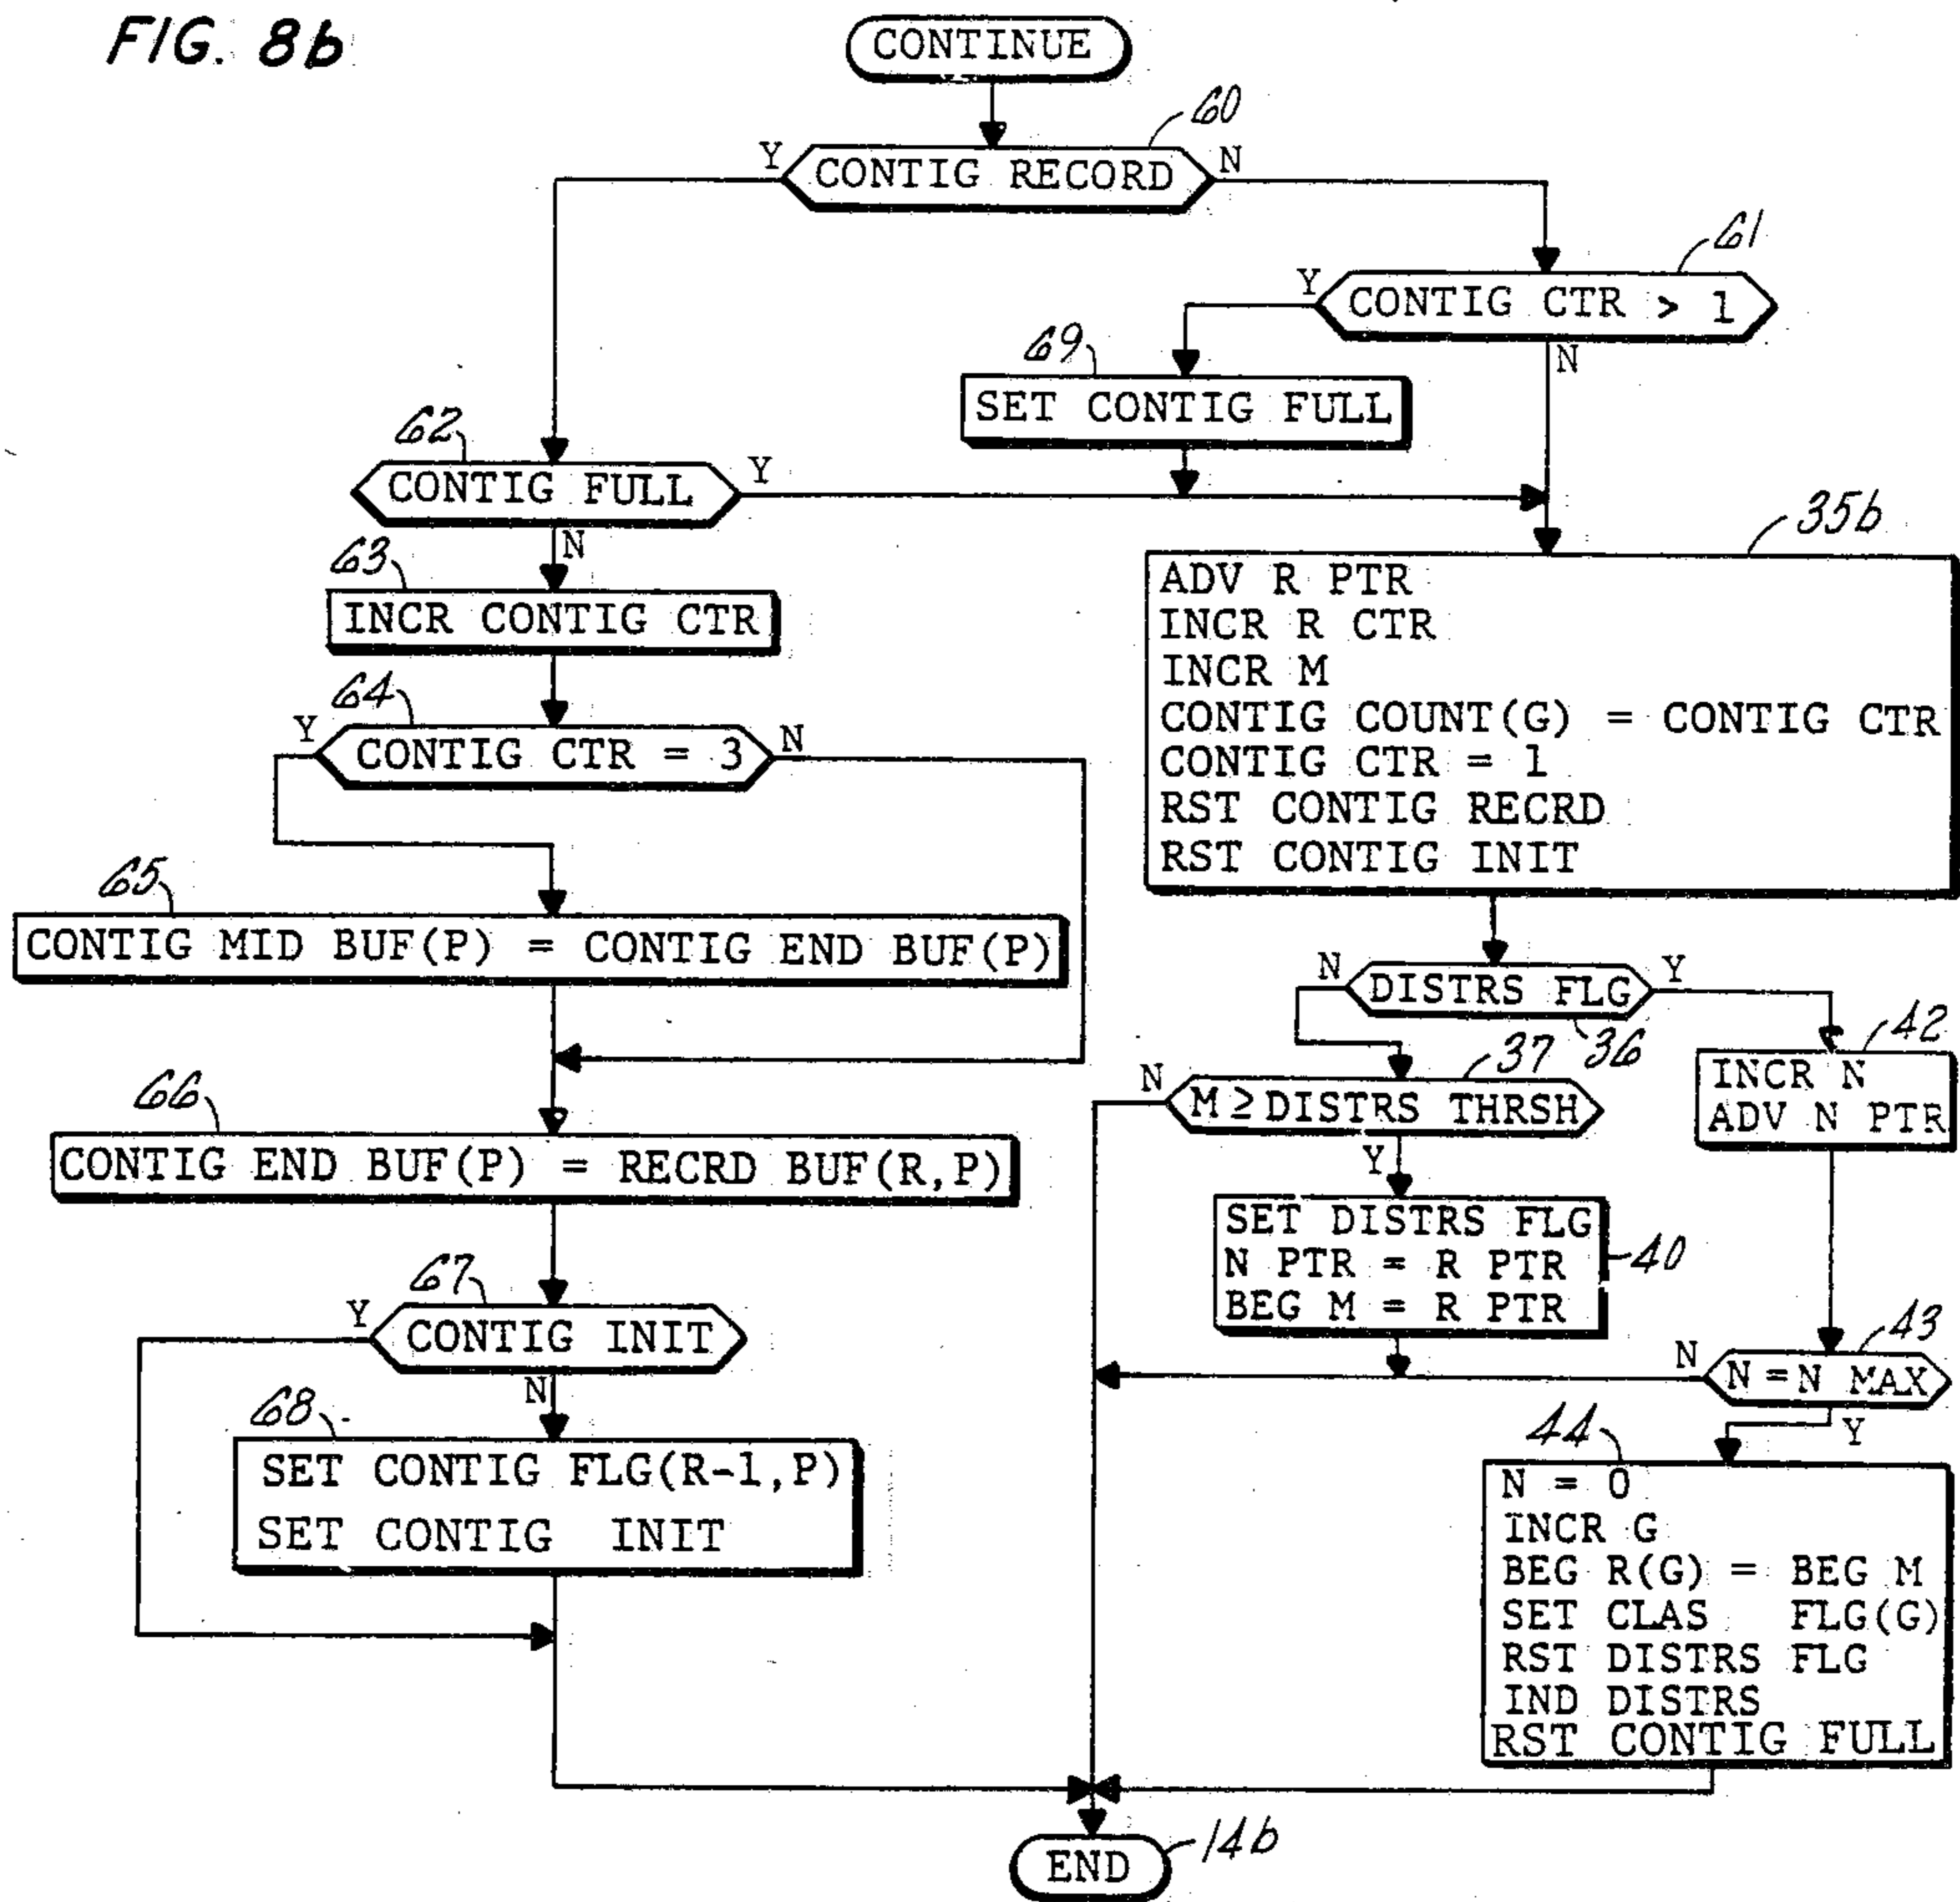 FIG. 8b
CONTINUE
60
Y
CONTIG RECORD
N
61
Y
CONTIG CTR > 1
N
69
SET CONTIG FULL
62
CONTIG FULL
Y
N
63
INCR CONTIG CTR
64
Y
CONTIG CTR = 3
N
65
CONTIG MID BUF(P) = CONTIG END BUF(P)
66
CONTIG END BUF(P) = RECRD BUF(R,P)
67
Y
CONTIG INIT
N
68
SET CONTIG FLG(R-1,P)
SET CONTIG INIT
35b
ADV R PTR
INCR R CTR
INCR M
CONTIG COUNT(G) = CONTIG CTR
CONTIG CTR = 1
RST CONTIG RECRD
RST CONTIG INIT
N
DISTRS FLG
Y
36
37
N
M ≥ DISTRS THRSH
Y
42
INCR N
ADV N PTR
SET DISTRS FLG
N PTR = R PTR
BEG M = R PTR
40
43
N
N = N MAX
Y
44
N = 0
INCR G
BEG R(G) = BEG M
SET CLAS FLG(G)
RST DISTRS FLG
IND DISTRS
RST CONTIG FULL
END
14b